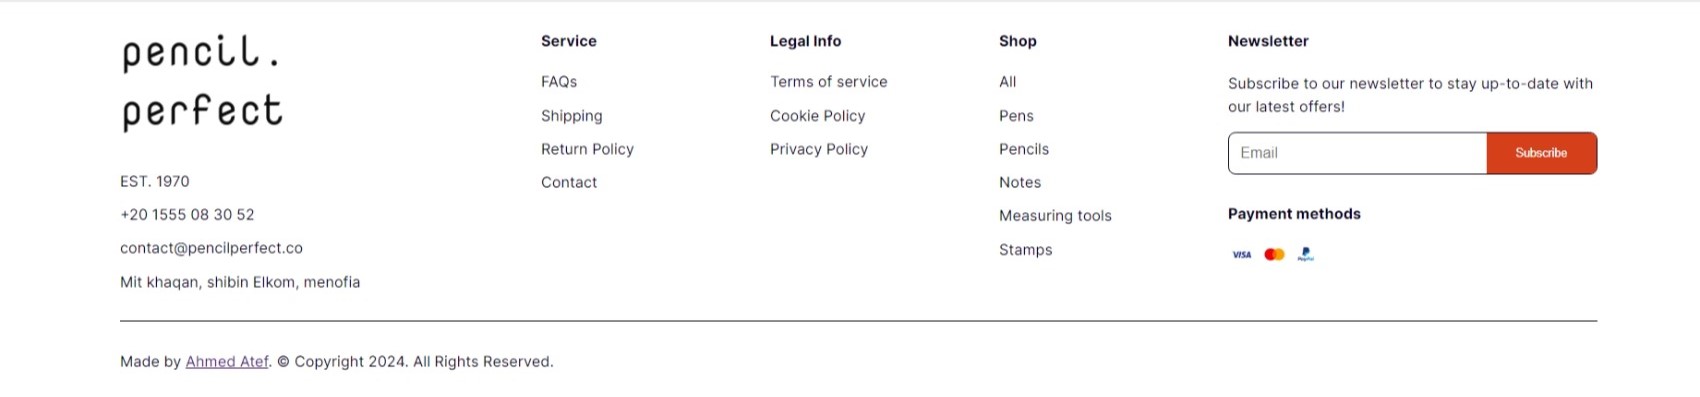 pencil.
perfect
EST. 1970
+20 1555 08 30 52
contact@pencilperfect.co
Mit khaqan, shibin Elkom, menofia
Service
FAQs
Shipping
Return Policy
Contact
Legal Info
Terms of service
Cookie Policy
Privacy Policy
Shop
All
Pens
Pencils
Notes
Measuring tools
Stamps
Newsletter
Subscribe to our newsletter to stay up-to-date with
our latest offers!
Email
Subscribe
Payment methods
VISA
PayPal
Made by Ahmed Atef. © Copyright 2024. All Rights Reserved.